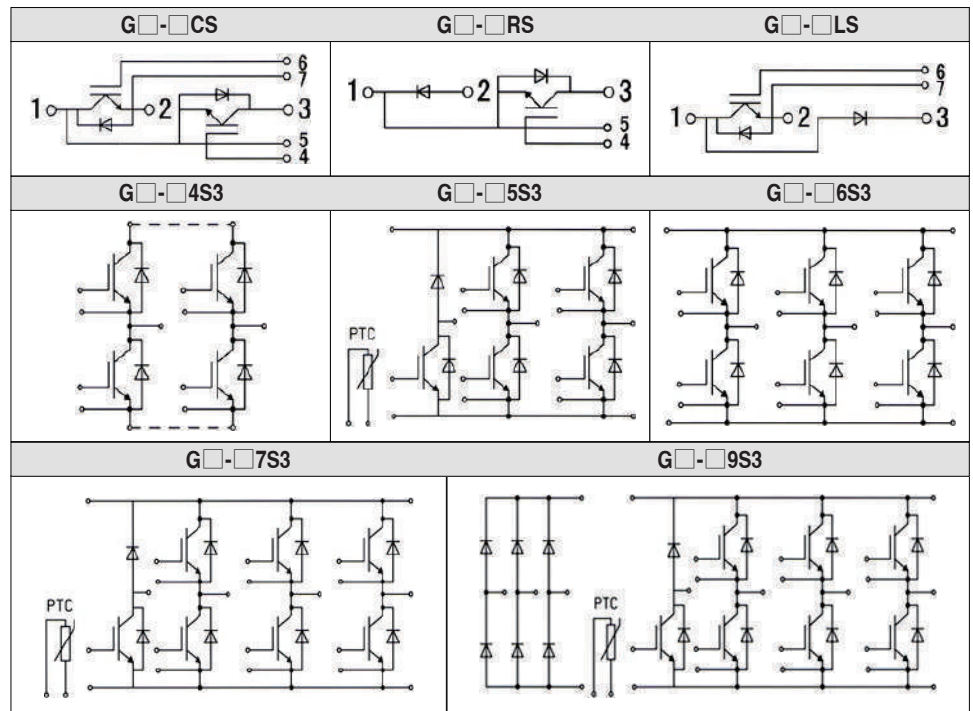 G□-□CS G□-□RS G□-□LS
6
7
1 2 3
5
4
1 2 3
5
4
6
7
1 2 3
G□-□4S3 G□-□5S3 G□-□6S3
PTC
G□-□7S3 G□-□9S3
PTC PTC